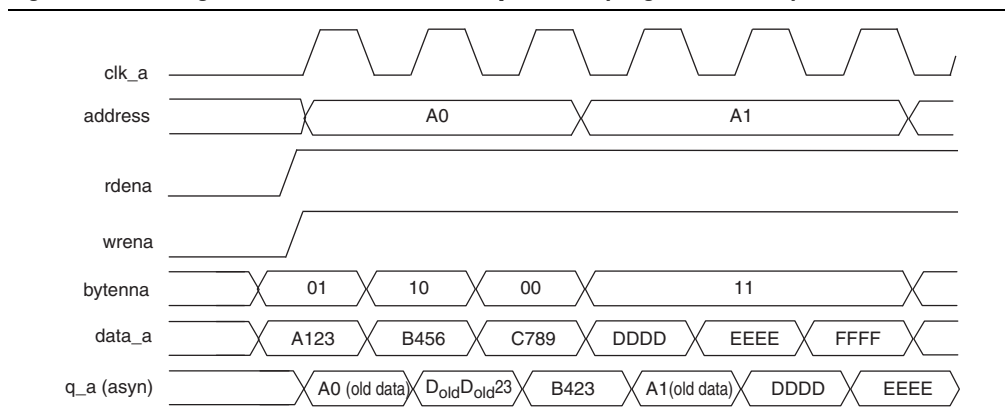 clk_a
address A0 A1
rdena
wrena
bytenna 01 10 00 11
data_a A123 B456 C789 DDDD EEEE FFFF
q_a (asyn) A0 (old data) DoldDold23 B423 A1(old data) DDDD EEEE